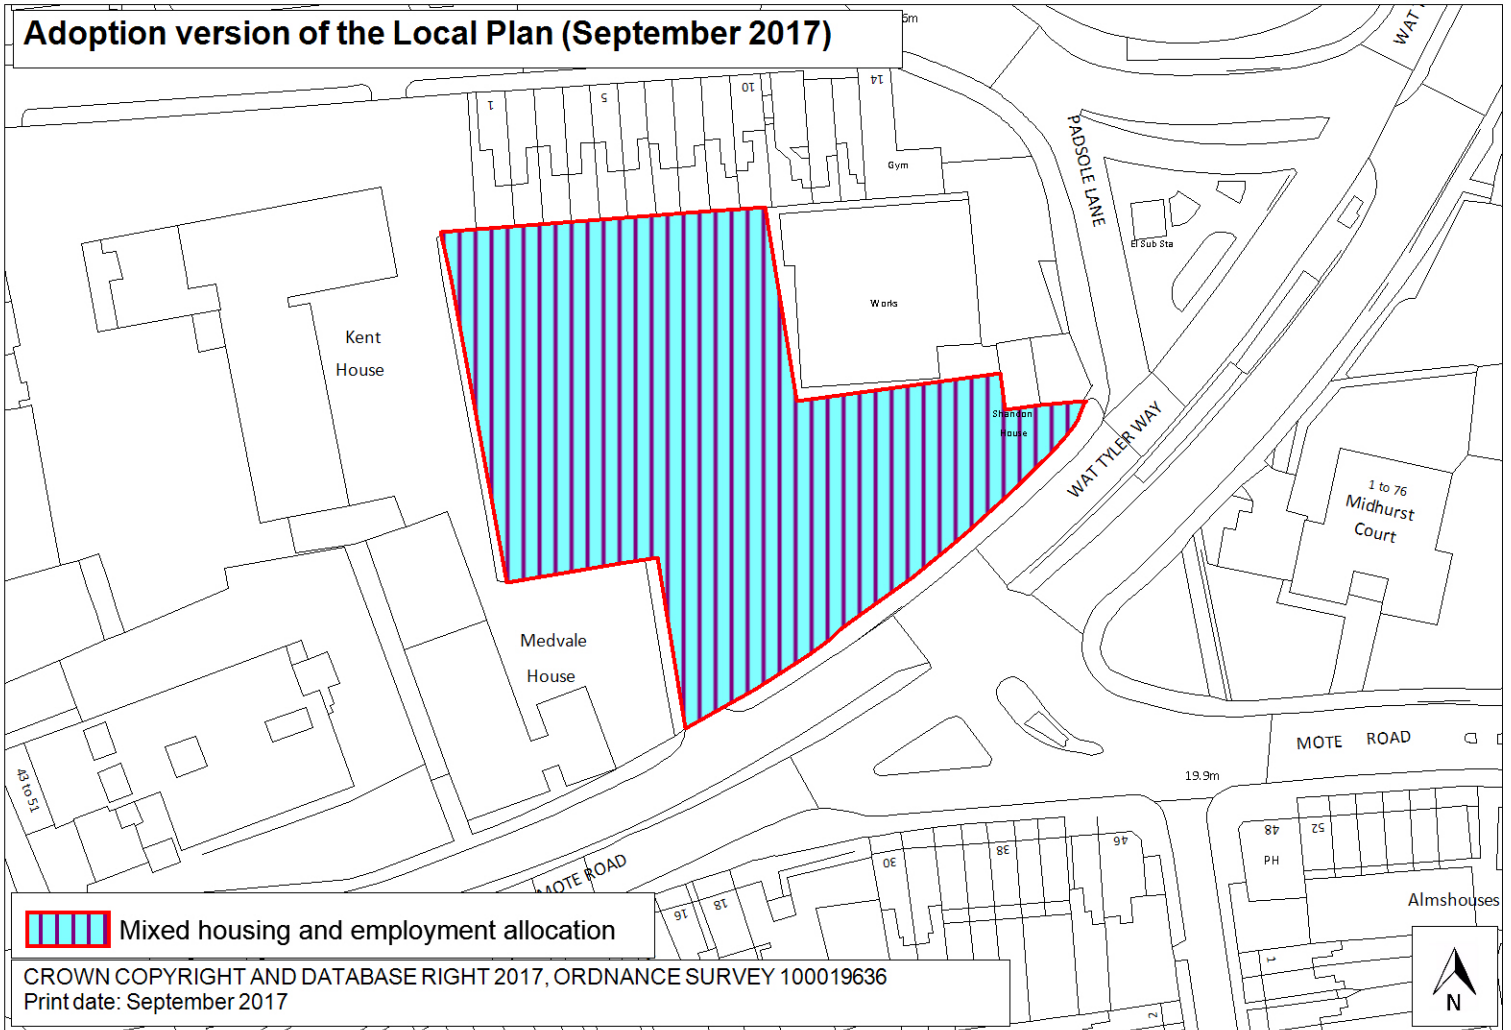 Adoption version of the Local Plan (September 2017)
WAT
1
5
10
14
Gym
PADSOLE LANE
El Sub Sta
Works
Kent
House
Shandon
House
WAT TYLER WAY
1 to 76
Midhurst
Court
Medvale
House
MOTE ROAD
19.9m
43 to 51
MOTE ROAD
16
18
30
38
46
48
52
PH
Almshouses
1
2
Mixed housing and employment allocation
CROWN COPYRIGHT AND DATABASE RIGHT 2017, ORDNANCE SURVEY 100019636
Print date: September 2017
N